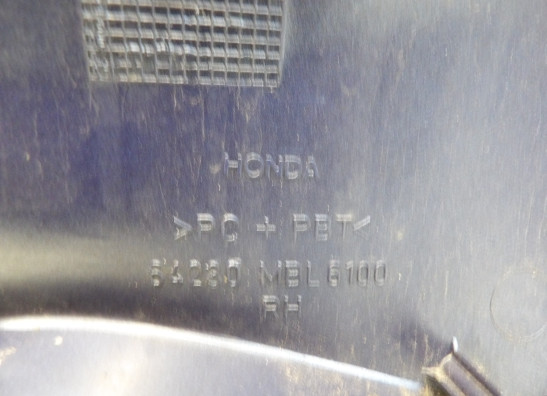 HONDA
>PC + PBT<
64230 MBL 6100
RH